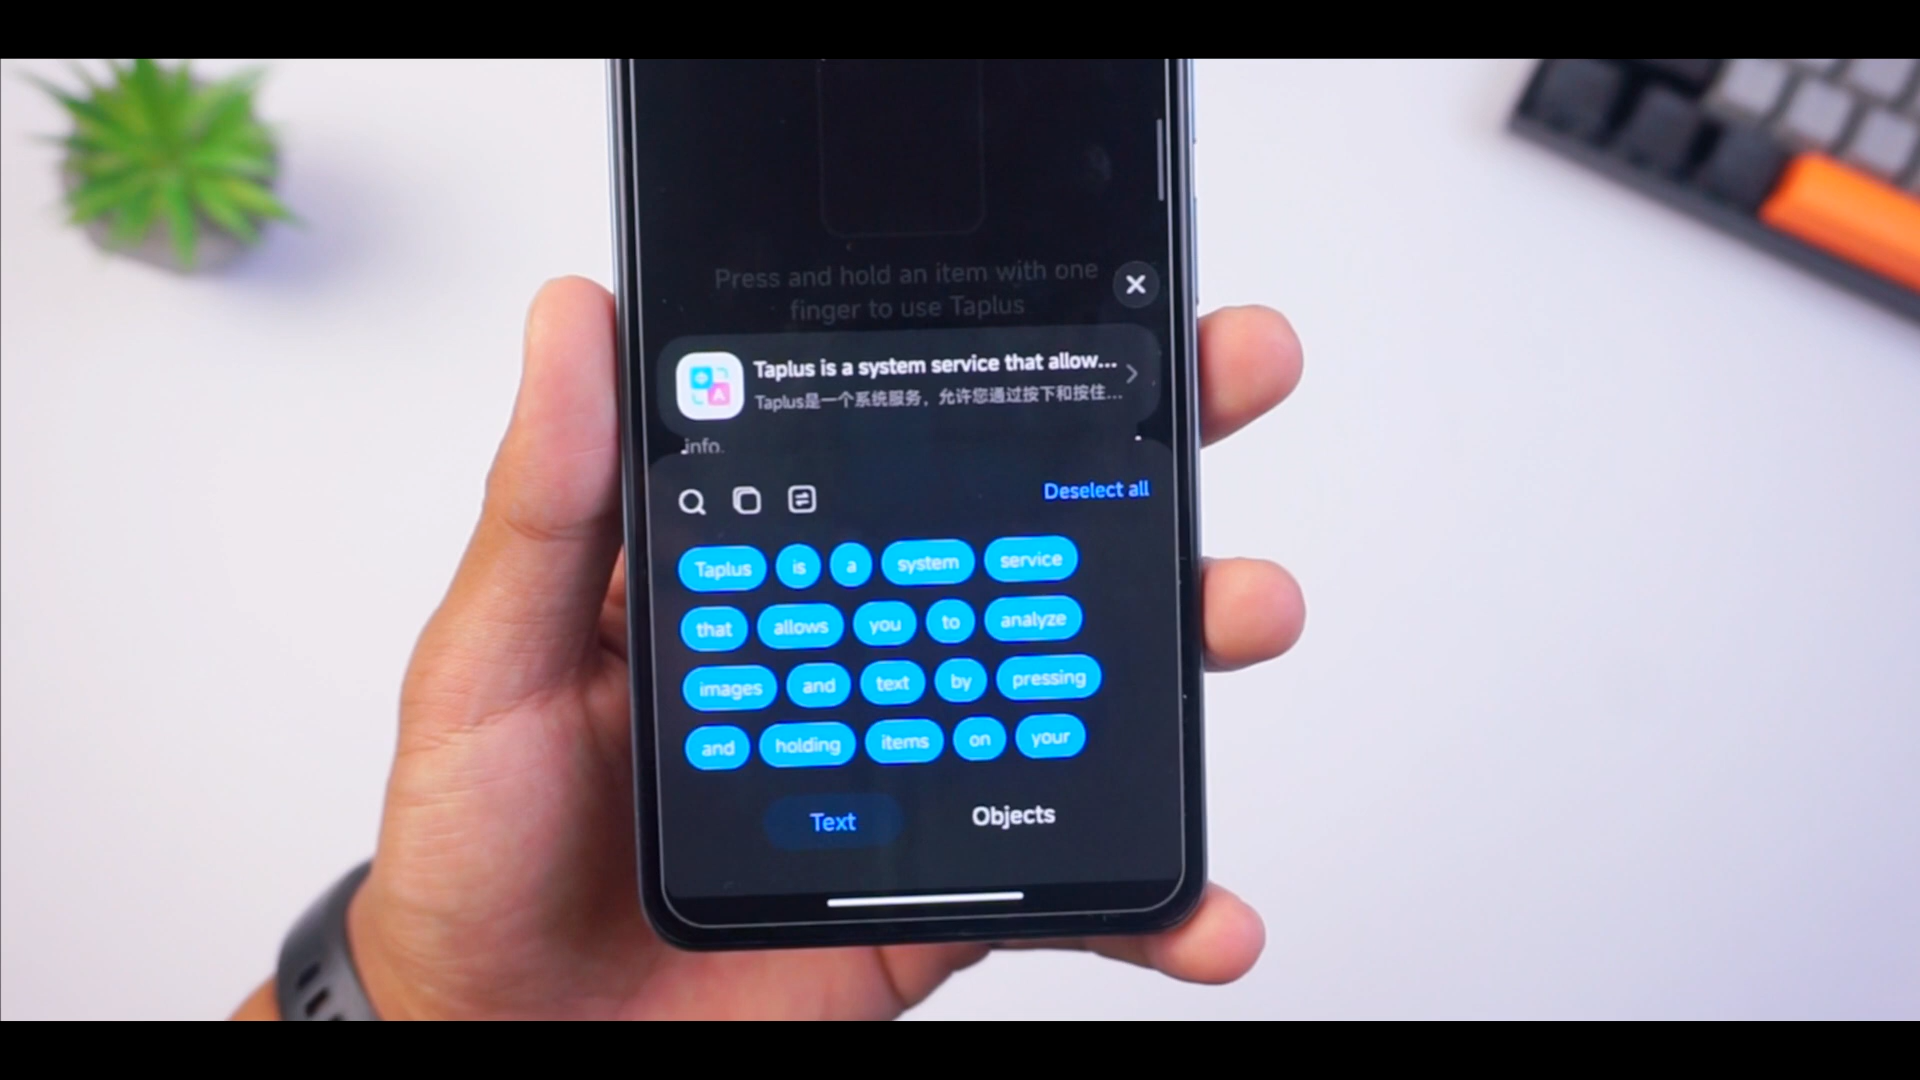 Press and hold an item with one
finger to use Taplus
Taplus is a system service that allow...
Taplus是一个系统服务，允许您通过按下和按住...
info.
Deselect all
Taplus is a system service
that allows you to analyze
images and text by pressing
and holding items on your
Text Objects